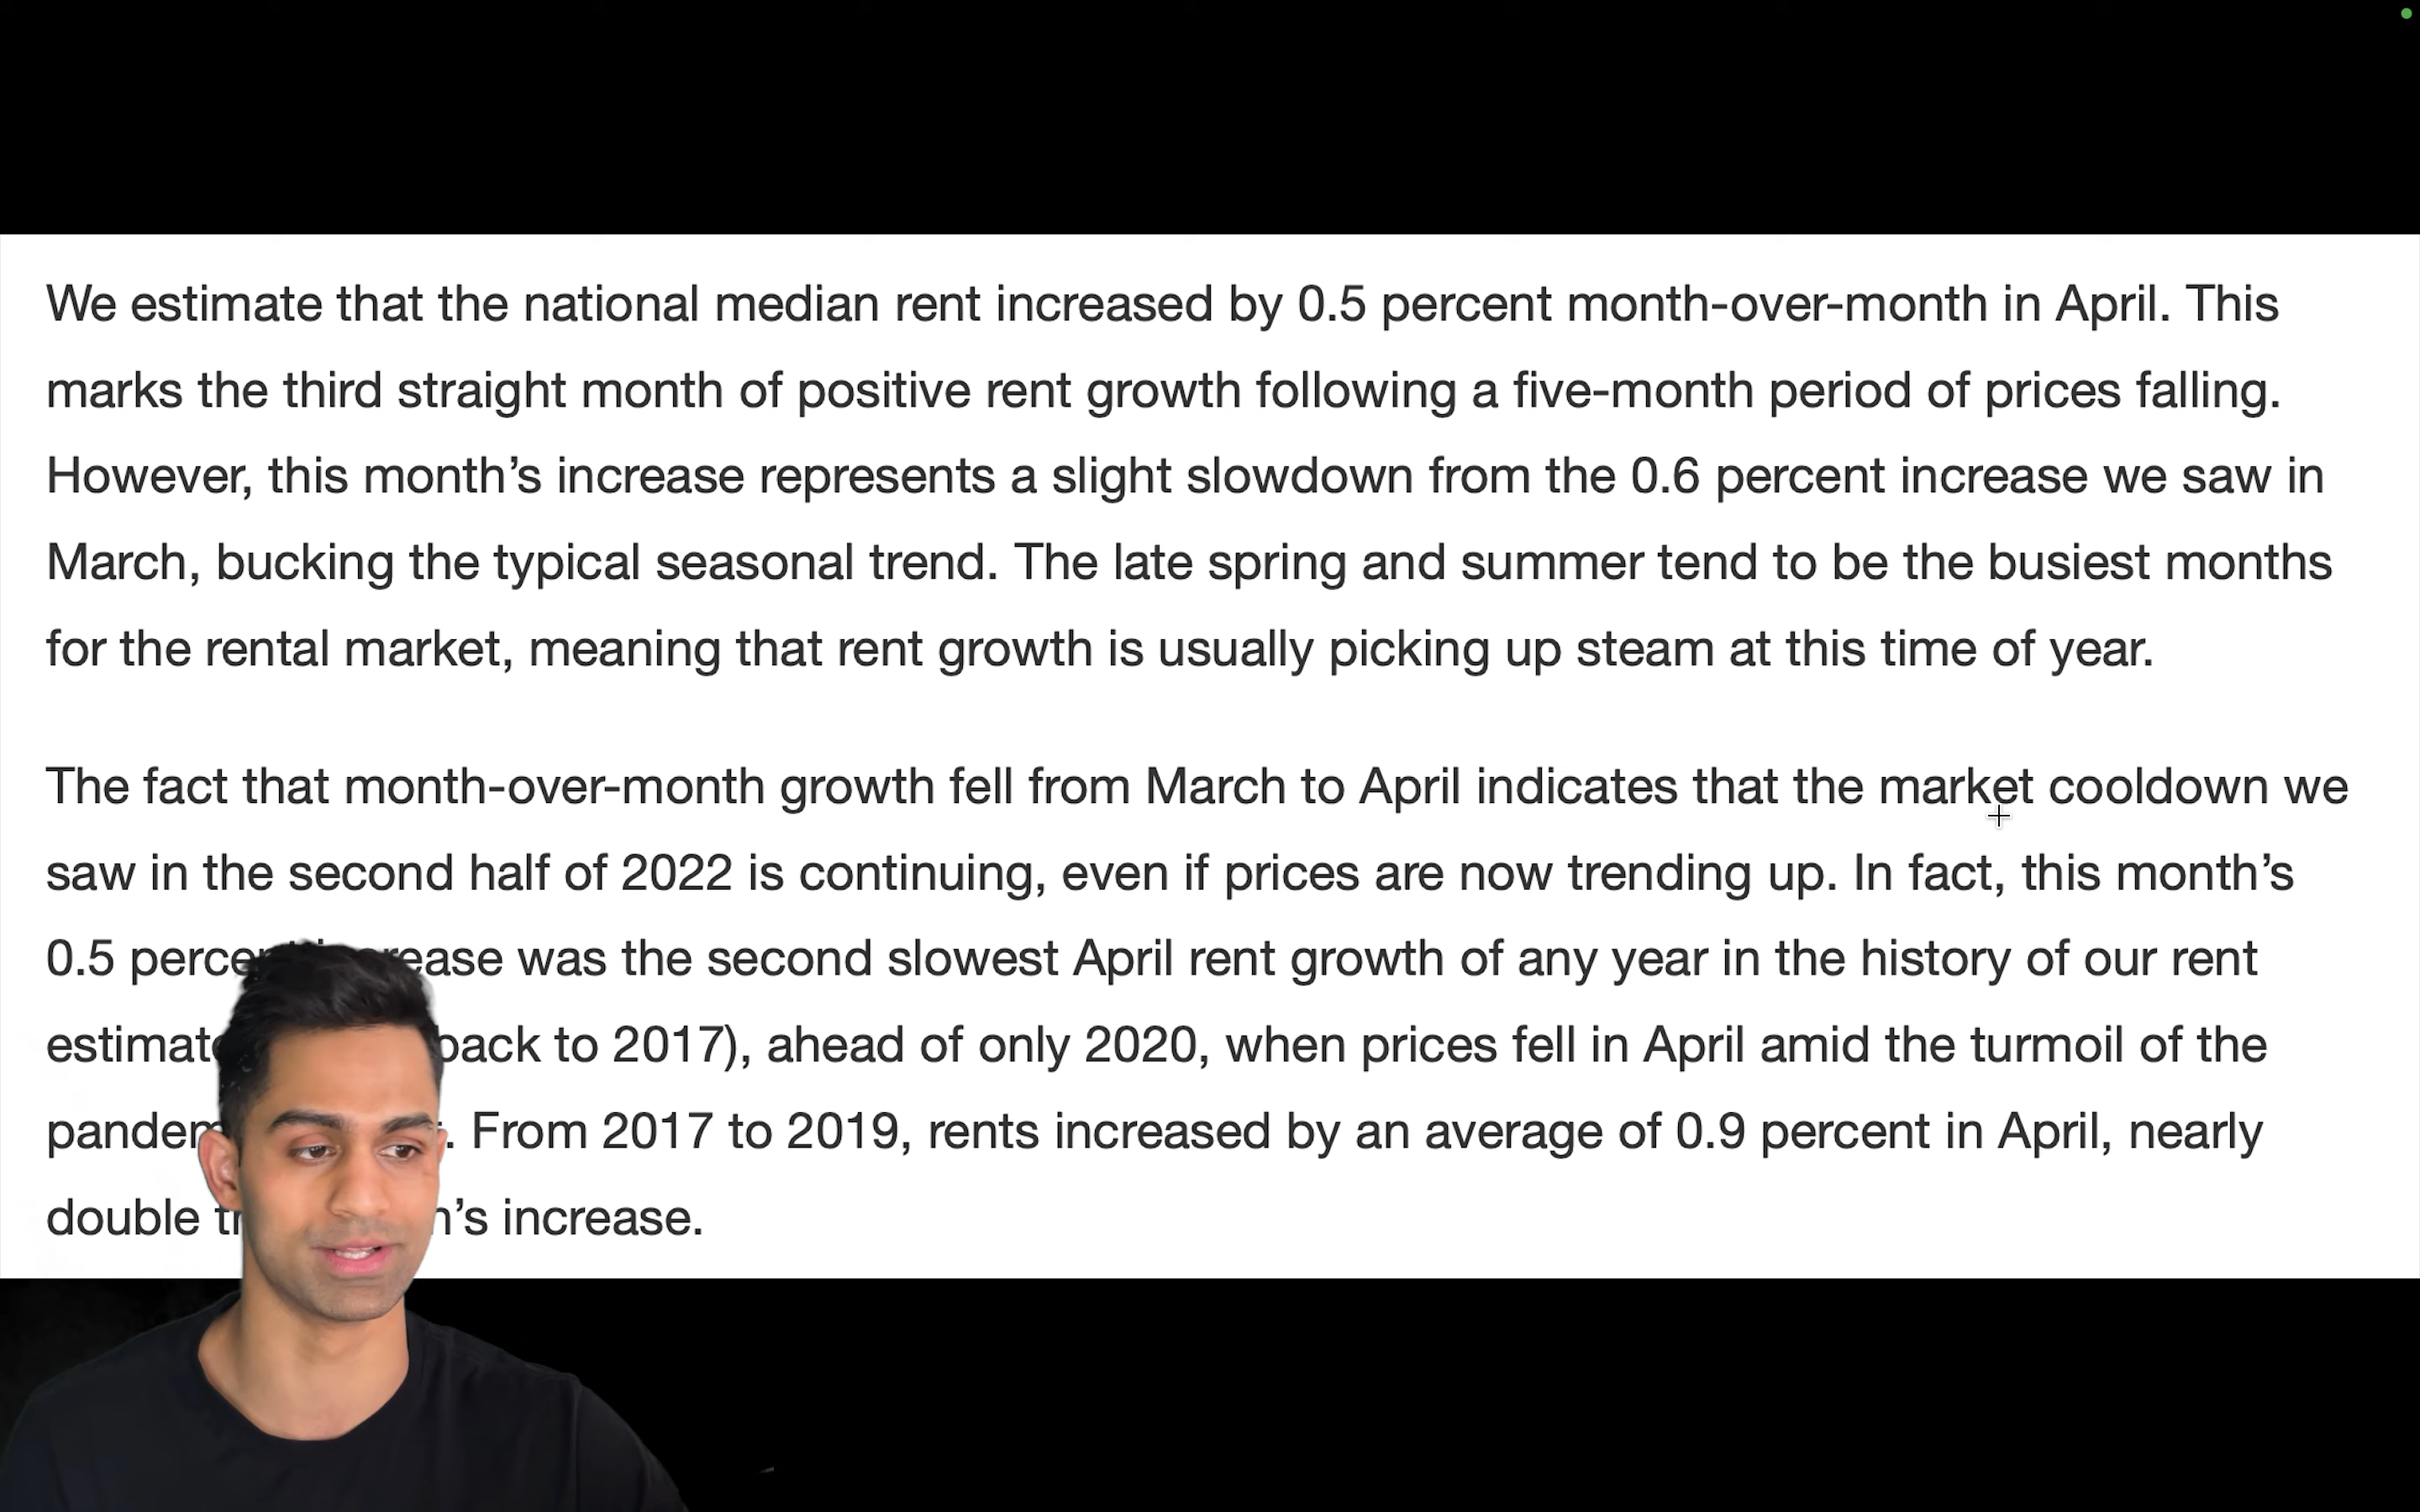 We estimate that the national median rent increased by 0.5 percent month-over-month in April. This
marks the third straight month of positive rent growth following a five-month period of prices falling.
However, this month’s increase represents a slight slowdown from the 0.6 percent increase we saw in
March, bucking the typical seasonal trend. The late spring and summer tend to be the busiest months
for the rental market, meaning that rent growth is usually picking up steam at this time of year.
The fact that month-over-month growth fell from March to April indicates that the market cooldown we
saw in the second half of 2022 is continuing, even if prices are now trending up. In fact, this month’s
0.5 percent increase was the second slowest April rent growth of any year in the history of our rent
back to 2017), ahead of only 2020, when prices fell in April amid the turmoil of the
From 2017 to 2019, rents increased by an average of 0.9 percent in April, nearly
double increase.